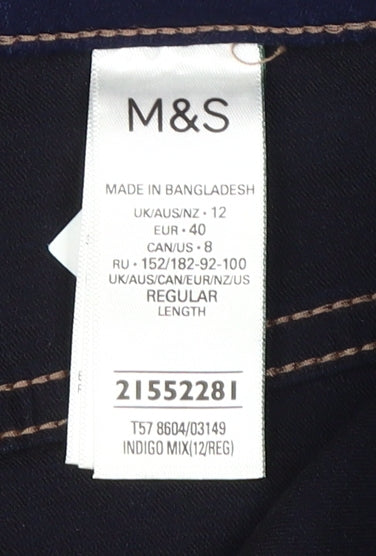 M&S
MADE IN BANGLADESH
UK/AUS/NZ • 12
EUR • 40
CAN/US • 8
RU • 152/182-92-100
UK/AUS/CAN/EUR/NZ/US
REGULAR
LENGTH
21552281
T57 8604/03149
INDIGO MIX(12/REG)